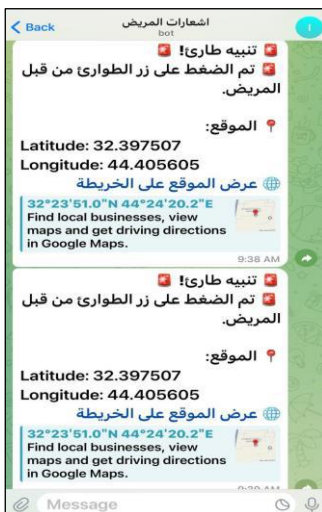 Back
اشعارات المريض
bot
🚨 تنبيه طارئ! 🚨
🚨 تم الضغط على زر الطوارئ من قبل
المريض.
📍 الموقع:
Latitude: 32.397507
Longitude: 44.405605
🌐 عرض الموقع على الخريطة
32°23'51.0"N 44°24'20.2"E
Find local businesses, view
maps and get driving directions
in Google Maps.
9:38 AM
🚨 تنبيه طارئ! 🚨
🚨 تم الضغط على زر الطوارئ من قبل
المريض.
📍 الموقع:
Latitude: 32.397507
Longitude: 44.405605
🌐 عرض الموقع على الخريطة
32°23'51.0"N 44°24'20.2"E
Find local businesses, view
maps and get driving directions
in Google Maps.
Message